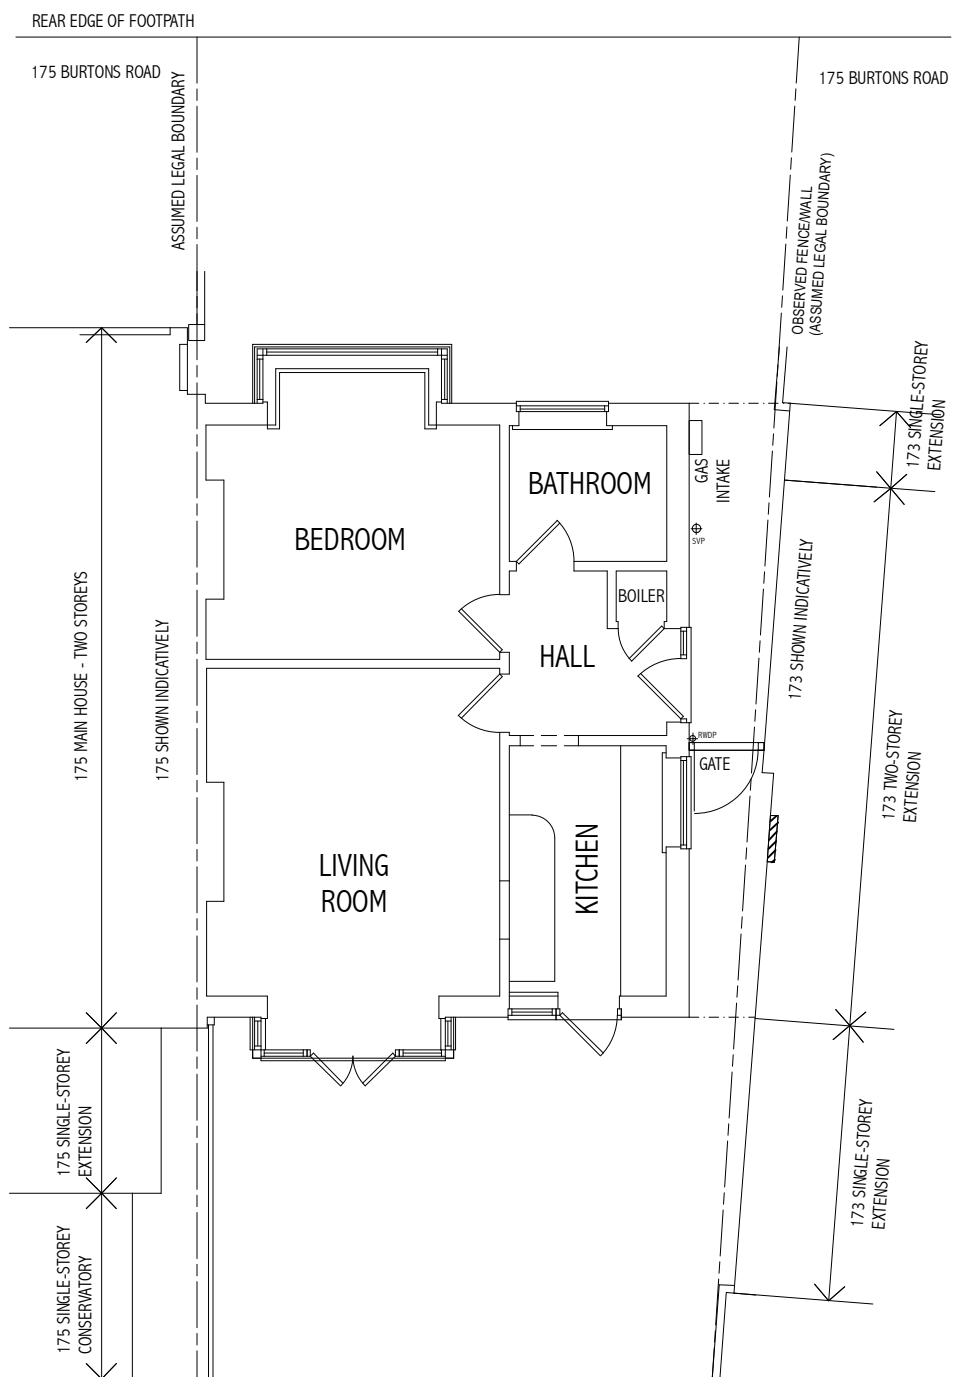 REAR EDGE OF FOOTPATH
175 BURTONS ROAD
175 BURTONS ROAD
ASSUMED LEGAL BOUNDARY
OBSERVED FENCE/WALL
(ASSUMED LEGAL BOUNDARY)
173 SINGLE-STOREY
EXTENSION
GAS
INTAKE
BATHROOM
BEDROOM
SVP
BOILER
HALL
175 MAIN HOUSE - TWO STOREYS
175 SHOWN INDICATIVELY
173 SHOWN INDICATIVELY
RWDP
GATE
173 TWO-STOREY
EXTENSION
LIVING
ROOM
KITCHEN
175 SINGLE-STOREY
EXTENSION
173 SINGLE-STOREY
EXTENSION
175 SINGLE-STOREY
CONSERVATORY